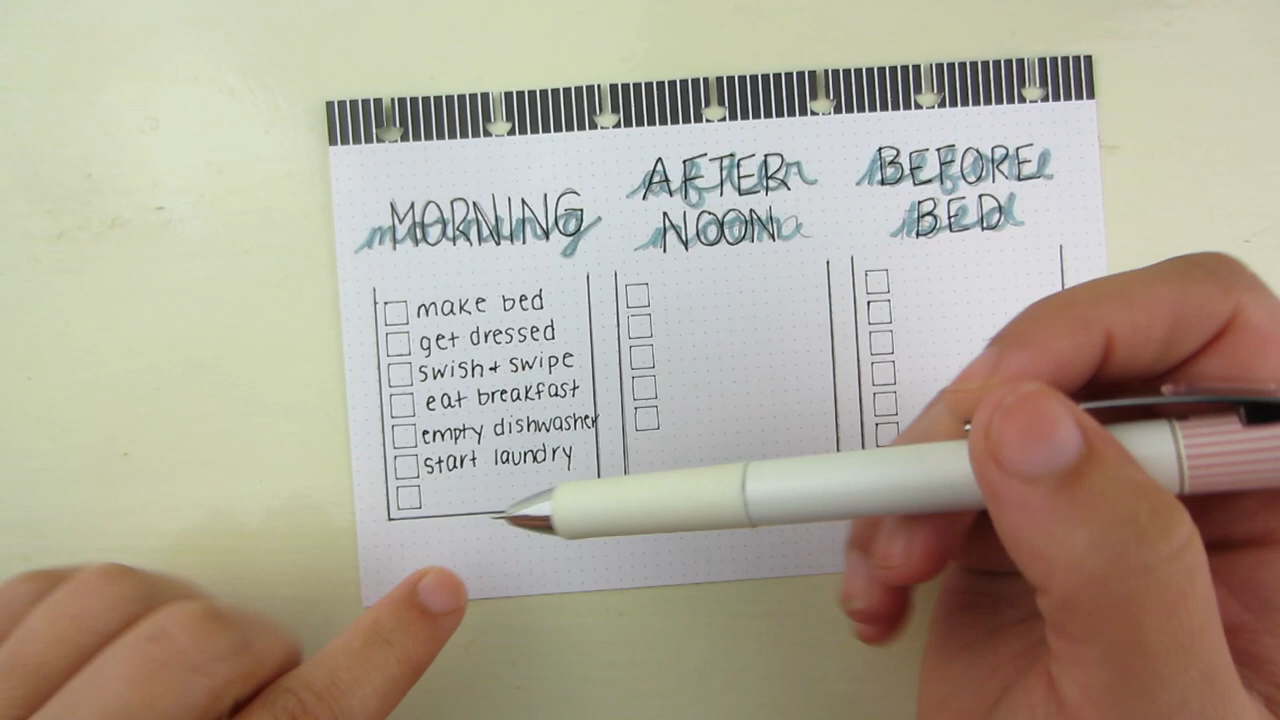 MORNING
make bed
get dressed
swish + swipe
eat breakfast
empty dishwasher
start laundry
AFTER
NOON
BEFORE
BED